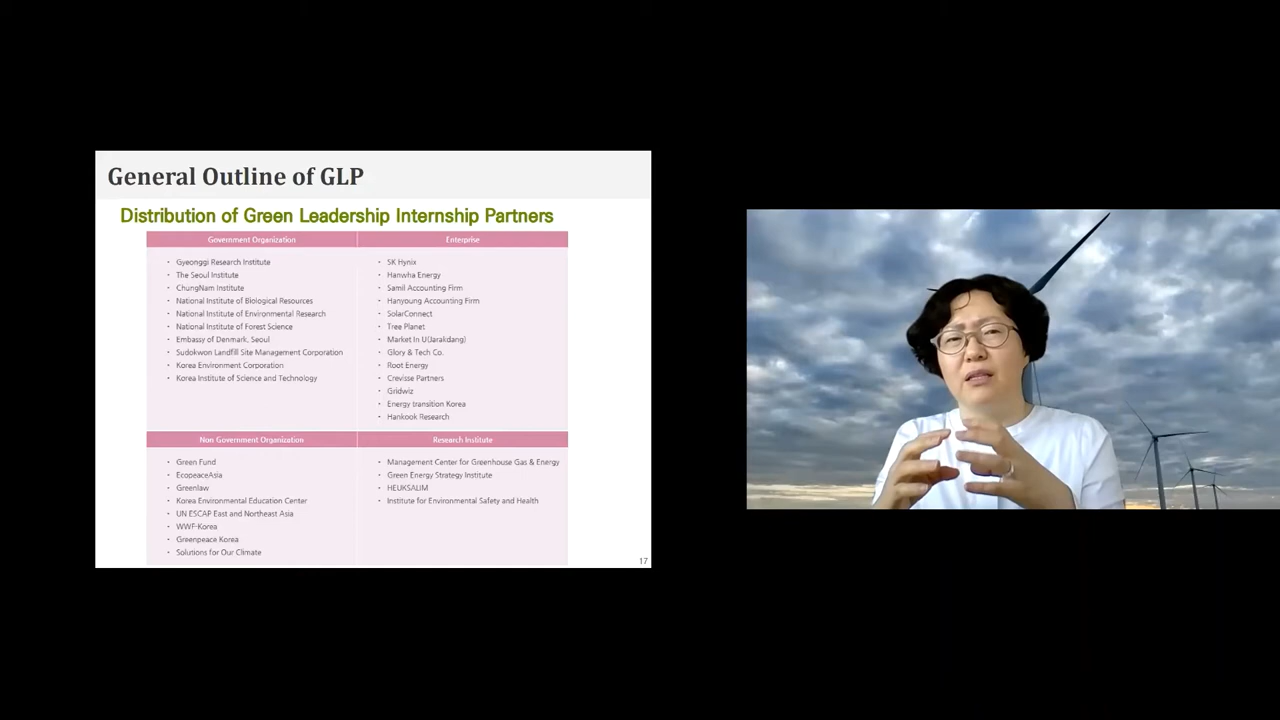 General Outline of GLP
Distribution of Green Leadership Internship Partners
Government Organization
Gyeonggi Research Institute
The Seoul Institute
ChungNam Institute
National Institute of Biological Resources
National Institute of Environmental Research
National Institute of Forest Science
Embassy of Denmark, Seoul
Sudokwon Landfill Site Management Corporation
Korea Environment Corporation
Korea Institute of Science and Technology
Enterprise
SK Hynix
Hanwha Energy
Samil Accounting Firm
Hanyoung Accounting Firm
SolarConnect
Tree Planet
Market In U(Jarakdang)
Glory & Tech Co.
Root Energy
Crevisse Partners
Gridwiz
Energy transition Korea
Hankook Research
Non Government Organization
Green Fund
EcopeaceAsia
Greenlaw
Korea Environmental Education Center
UN ESCAP East and Northeast Asia
WWF-Korea
Greenpeace Korea
Solutions for Our Climate
Research Institute
Management Center for Greenhouse Gas & Energy
Green Energy Strategy Institute
HEUKSALIM
Institute for Environmental Safety and Health
17